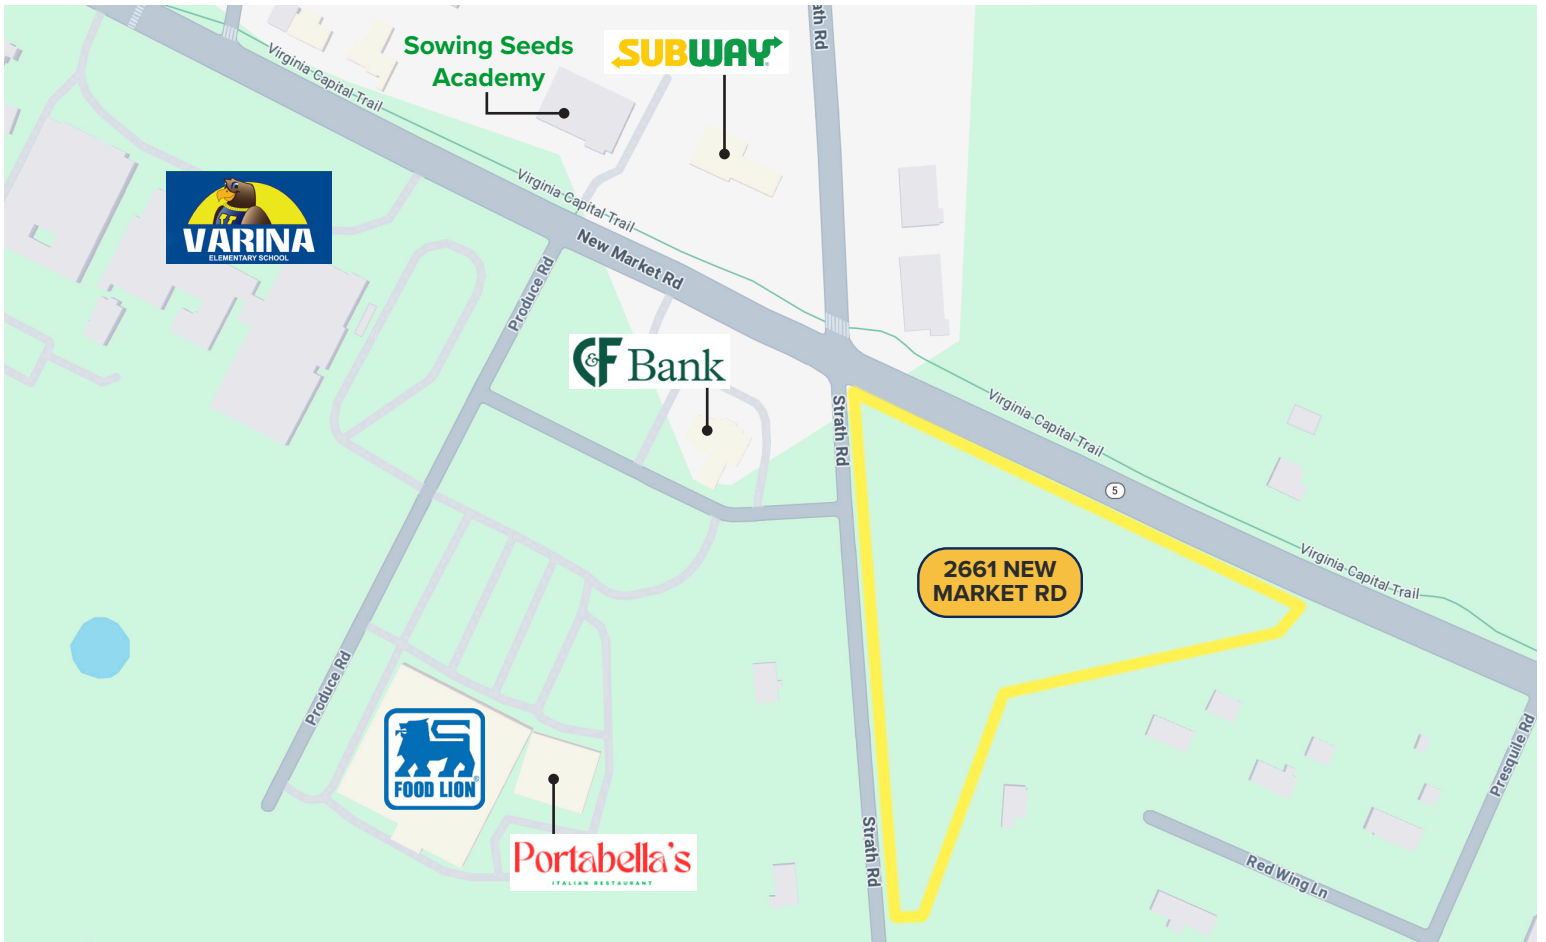 ath Rd
Sowing Seeds
Academy
SUBWAY
Virginia Capital Trail
Virginia Capital Trail
VARINA
ELEMENTARY SCHOOL
New Market Rd
Produce Rd
C&F Bank
Strath Rd
Virginia Capital Trail
5
2661 NEW
MARKET RD
Virginia Capital Trail
Produce Rd
FOOD LION
Portabella's
ITALIAN RESTAURANT
Strath Rd
Presquile Rd
Red Wing Ln